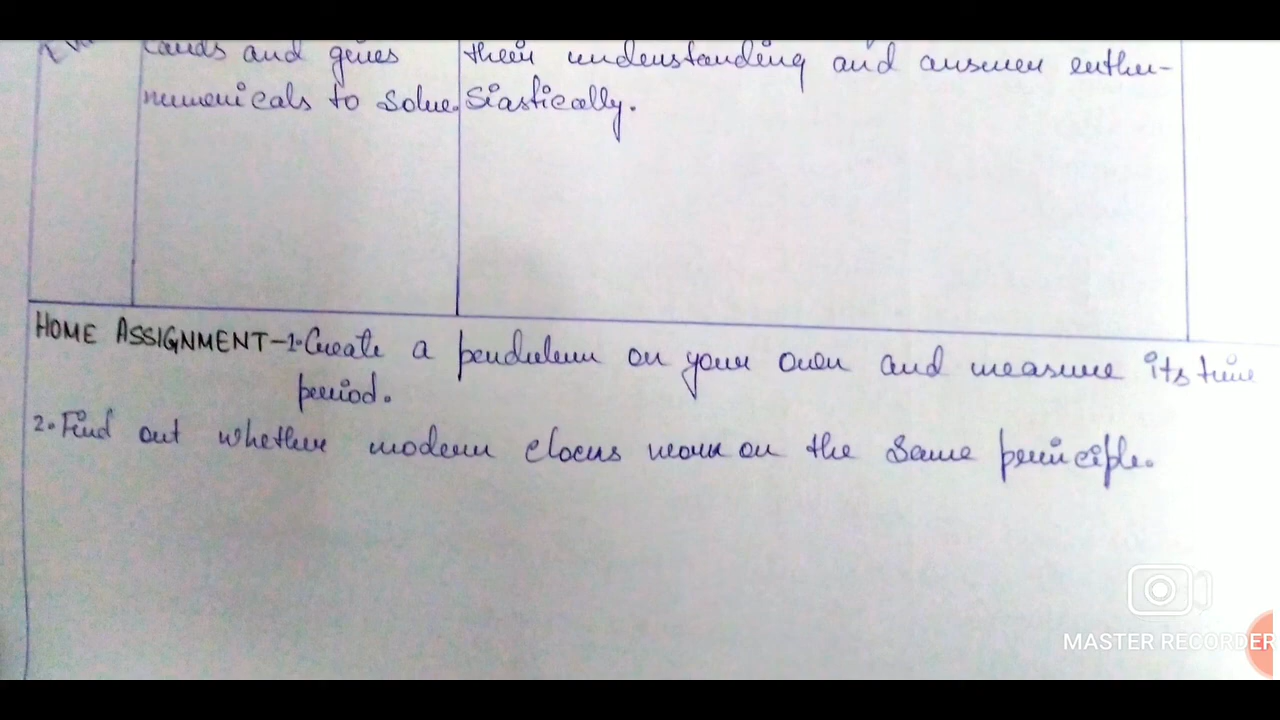 cards and gives
numericals to solve.
their understanding and answer enthu-
siastically.
HOME ASSIGNMENT-1. Create a pendulum on your own and measure its time
period.
2. Find out whether modern clocks work on the same principle.
MASTER RECORDER